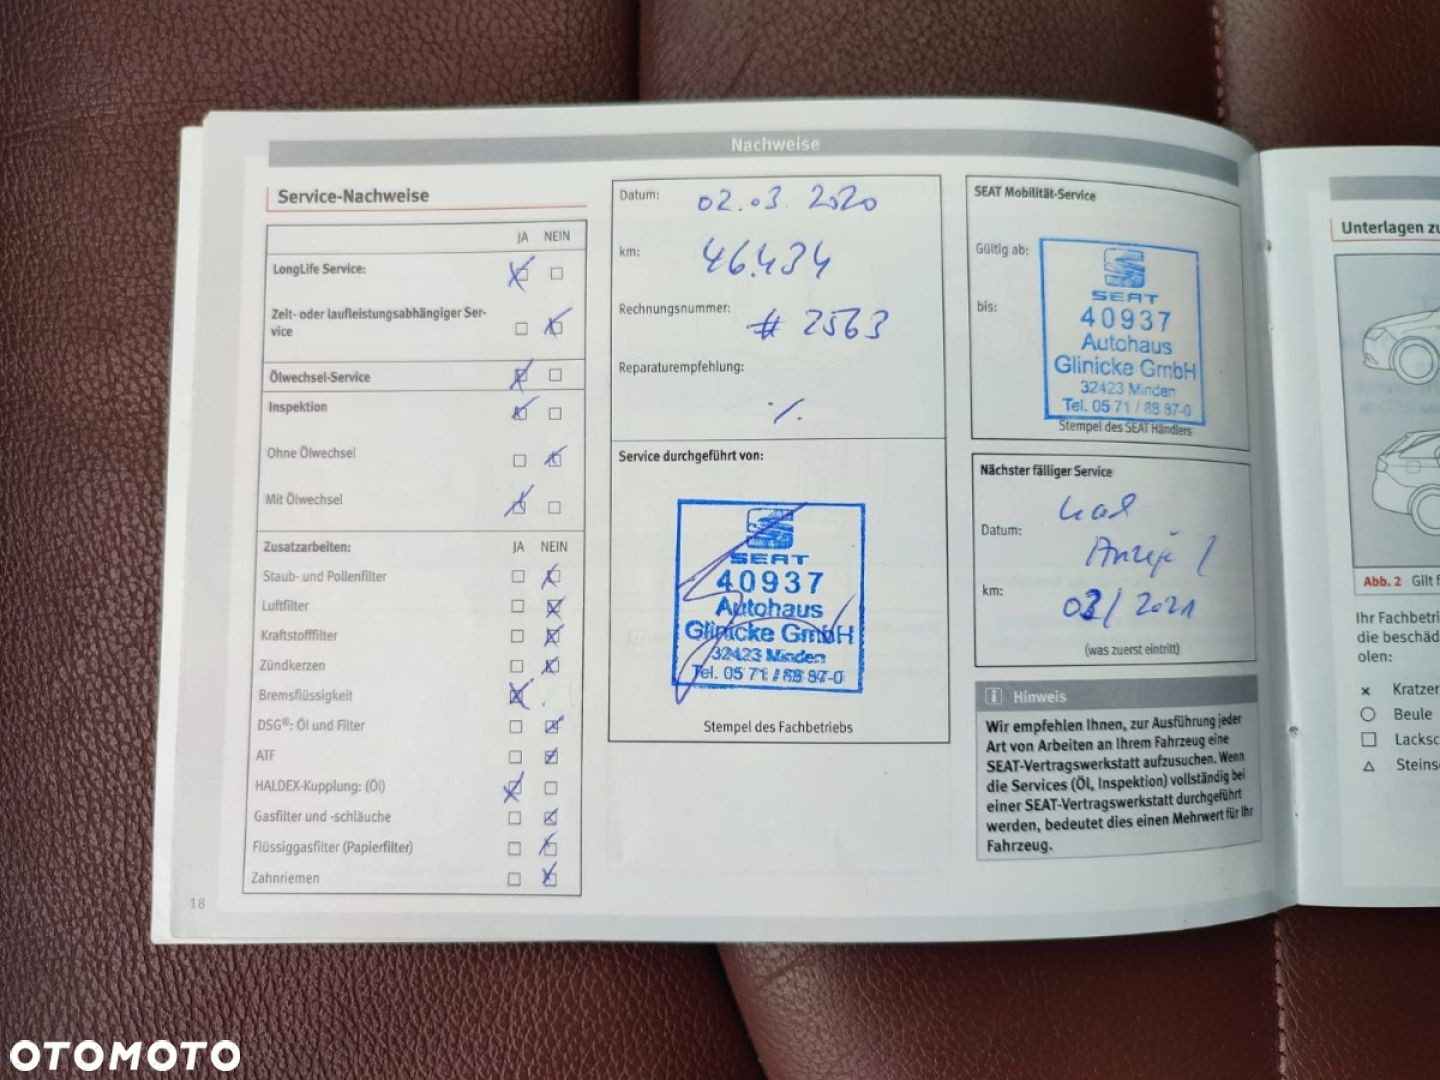 Nachweise
Service-Nachweise
JA NEIN
LongLife Service:
Zeit- oder laufleistungsabhängiger Ser-
vice
Ölwechsel-Service
Inspektion
Ohne Ölwechsel
Mit Ölwechsel
Zusatzarbeiten: JA NEIN
Staub- und Pollenfilter
Luftfilter
Kraftstofffilter
Zündkerzen
Bremsflüssigkeit
DSG®: Öl und Filter
ATF
HALDEX-Kupplung: (Öl)
Gasfilter und -schläuche
Flüssiggasfilter (Papierfilter)
Zahnriemen
18
Datum: 02.03.2020
km: 46.434
Rechnungsnummer:
# 2563
Reparaturempfehlung:
./.
Service durchgeführt von:
SEAT
40937
Autohaus
Glinicke GmbH
32423 Minden
Tel. 05 71 / 88 87-0
Stempel des Fachbetriebs
SEAT Mobilität-Service
Gültig ab:
bis:
SEAT
40937
Autohaus
Glinicke GmbH
32423 Minden
Tel. 05 71 / 88 87-0
Stempel des SEAT Händlers
Nächster fälliger Service
Datum:
km:
03/2021
(was zuerst eintritt)
i Hinweis
Wir empfehlen Ihnen, zur Ausführung jeder
Art von Arbeiten an Ihrem Fahrzeug eine
SEAT-Vertragswerkstatt aufzusuchen. Wenn
die Services (Öl, Inspektion) vollständig bei
einer SEAT-Vertragswerkstatt durchgeführt
werden, bedeutet dies einen Mehrwert für Ihr
Fahrzeug.
Unterlagen zu
Abb. 2 Gilt f
Ihr Fachbetri
die beschäd
olen:
Kratzer
Beule
Lacksc
Steins
OTOMOTO